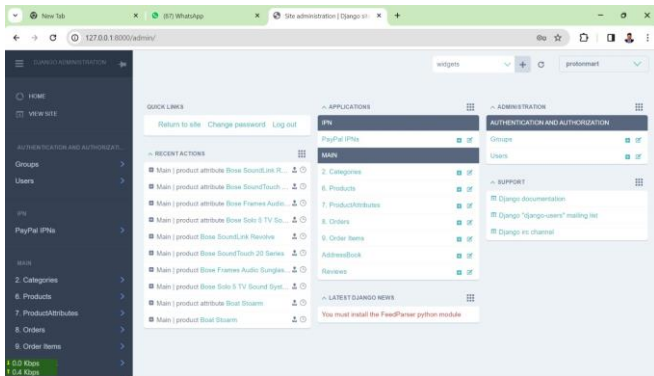 New Tab
(67) WhatsApp
Site administration | Django sit
127.0.0.1:8000/admin/
DJANGO ADMINISTRATION
widgets
protonmart
HOME
VIEW SITE
AUTHENTICATION AND AUTHORIZATI...
Groups
Users
IPN
PayPal IPNs
MAIN
2. Categories
6. Products
7. ProductAttributes
8. Orders
9. Order Items
0.0 Kbps
0.4 Kbps
QUICK LINKS
Return to site Change password Log out
RECENT ACTIONS
Main | product attribute Bose SoundLink R...
Main | product attribute Bose SoundTouch ...
Main | product attribute Bose Frames Audio...
Main | product attribute Bose Solo 5 TV So...
Main | product Bose SoundLink Revolve
Main | product Bose SoundTouch 20 Series
Main | product Bose Frames Audio Sunglas...
Main | product Bose Solo 5 TV Sound Syst...
Main | product attribute Boat Stoarm
Main | product Boat Stoarm
APPLICATIONS
IPN
PayPal IPNs
MAIN
2. Categories
6. Products
7. ProductAttributes
8. Orders
9. Order Items
AddressBook
Reviews
LATEST DJANGO NEWS
You must install the FeedParser python module
ADMINISTRATION
AUTHENTICATION AND AUTHORIZATION
Groups
Users
SUPPORT
Django documentation
Django "django-users" mailing list
Django irc channel